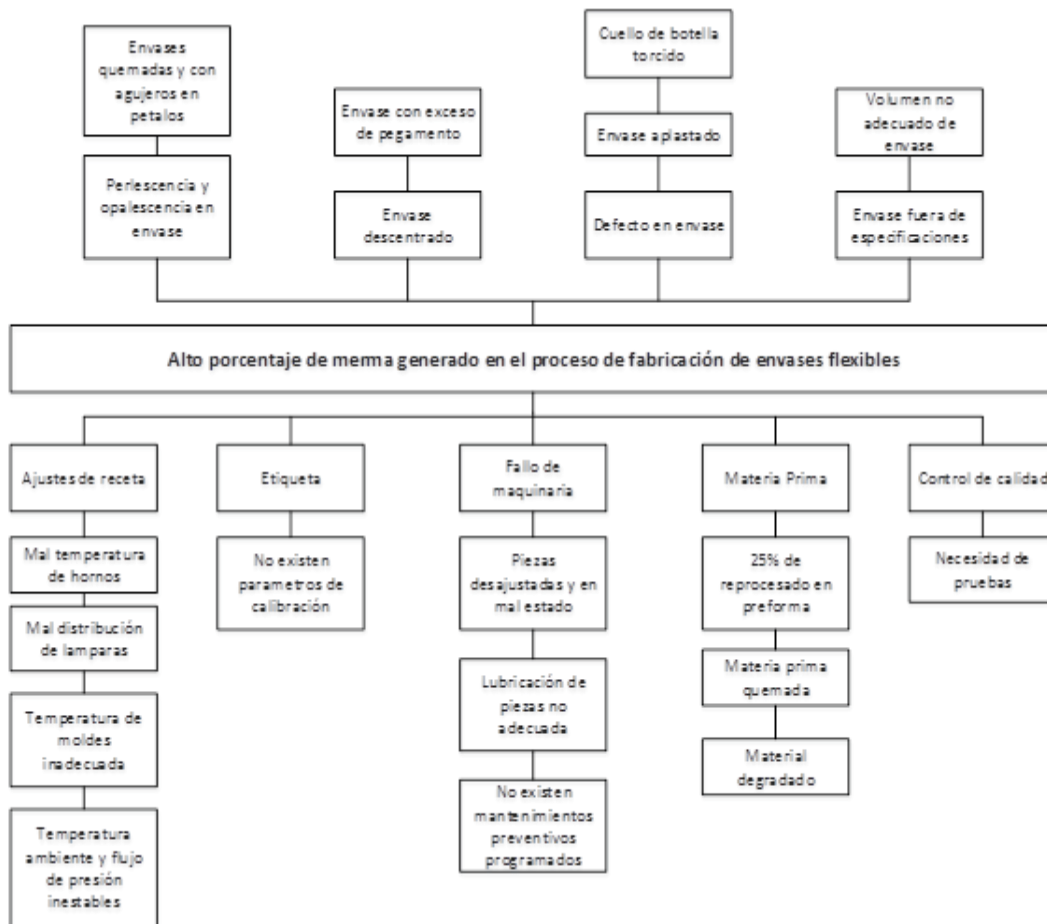 Envases
quemadas y con
agujeros en
petalos
Perlescencia y
opalescencia en
envase
Envase con exceso
de pegamento
Envase
descentrado
Cuello de botella
torcido
Envase aplastado
Defecto en envase
Volumen no
adecuado de
envase
Envase fuera de
especificaciones
Alto porcentaje de merma generado en el proceso de fabricación de envases flexibles
Ajustes de receta
Mal temperatura
de hornos
Mal distribución
de lamparas
Temperatura de
moldes
inadecuada
Temperatura
ambiente y flujo
de presión
inestables
Etiqueta
No existen
parametros de
calibración
Fallo de
maquinaria
Piezas
desajustadas y en
mal estado
Lubricación de
piezas no
adecuada
No existen
mantenimientos
preventivos
programados
Materia Prima
25% de
reprocesado en
preforma
Materia prima
quemada
Material
degradado
Control de calidad
Necesidad de
pruebas